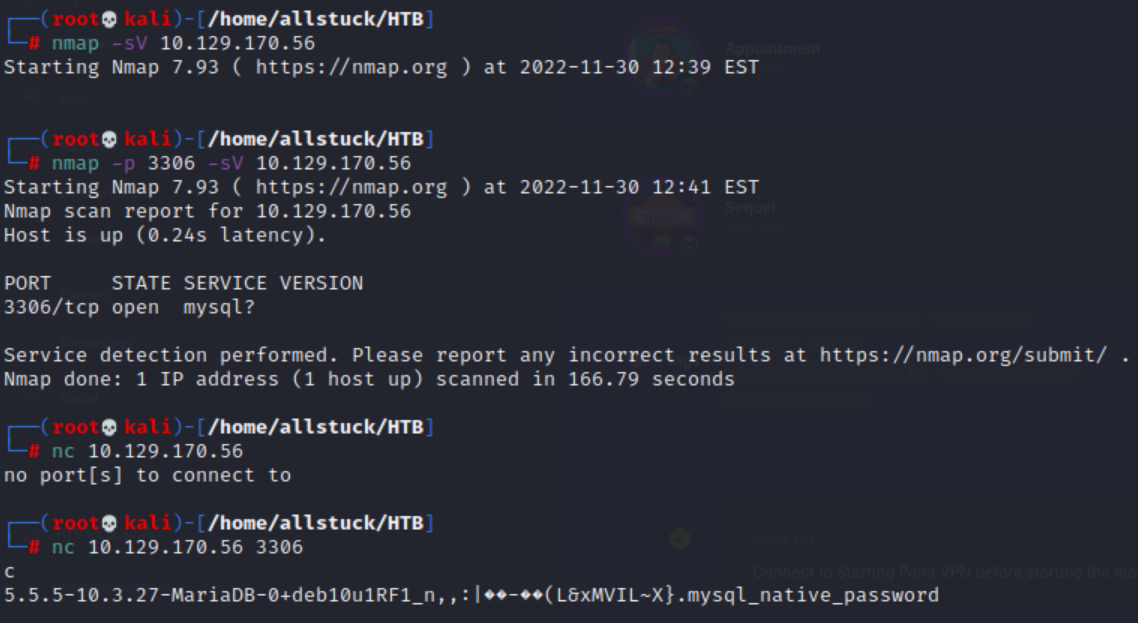 ┌──(root💀kali)-[/home/allstuck/HTB]
└─# nmap -sV 10.129.170.56
Starting Nmap 7.93 ( https://nmap.org ) at 2022-11-30 12:39 EST
┌──(root💀kali)-[/home/allstuck/HTB]
└─# nmap -p 3306 -sV 10.129.170.56
Starting Nmap 7.93 ( https://nmap.org ) at 2022-11-30 12:41 EST
Nmap scan report for 10.129.170.56
Host is up (0.24s latency).
PORT     STATE SERVICE VERSION
3306/tcp open  mysql?
Service detection performed. Please report any incorrect results at https://nmap.org/submit/ .
Nmap done: 1 IP address (1 host up) scanned in 166.79 seconds
┌──(root💀kali)-[/home/allstuck/HTB]
└─# nc 10.129.170.56
no port[s] to connect to
┌──(root💀kali)-[/home/allstuck/HTB]
└─# nc 10.129.170.56 3306
c
5.5.5-10.3.27-MariaDB-0+deb10u1RF1_n,,:|��-��(L&xMVIL~X}.mysql_native_password
Appointment
Sequel
CONNECT
Connect to Starting Point VPN before starting the ma